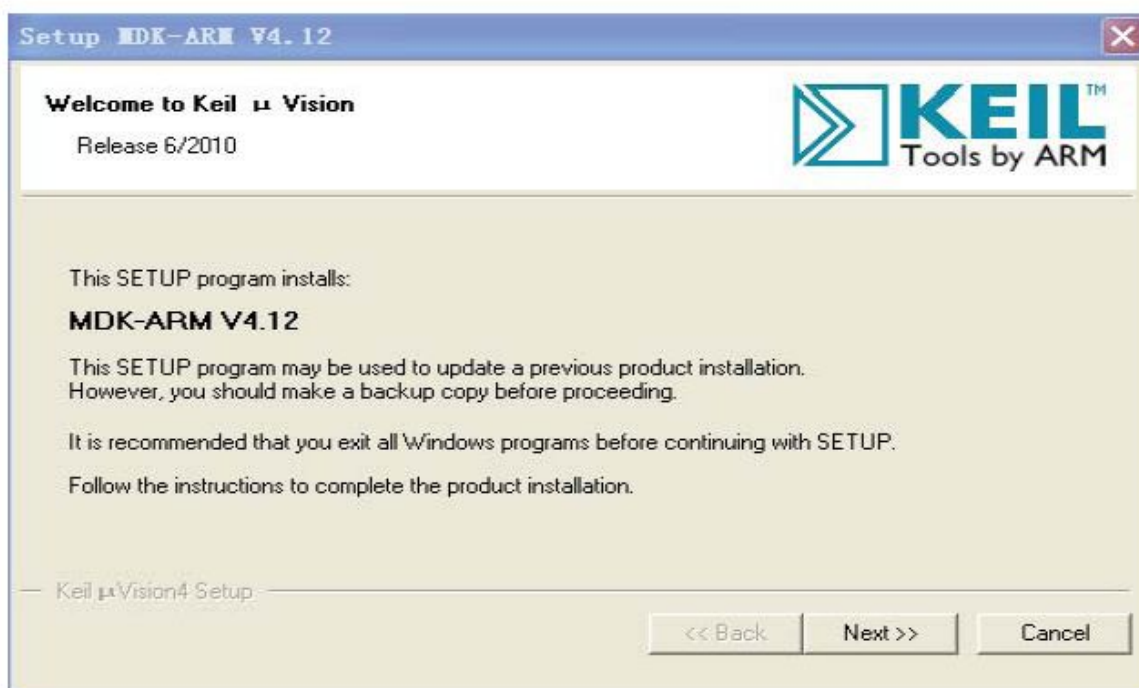 Setup MDK-ARM V4.12
Welcome to Keil µ Vision
Release 6/2010
KEIL™
Tools by ARM
This SETUP program installs:
MDK-ARM V4.12
This SETUP program may be used to update a previous product installation.
However, you should make a backup copy before proceeding.
It is recommended that you exit all Windows programs before continuing with SETUP.
Follow the instructions to complete the product installation.
Keil µVision4 Setup
<< Back
Next >>
Cancel